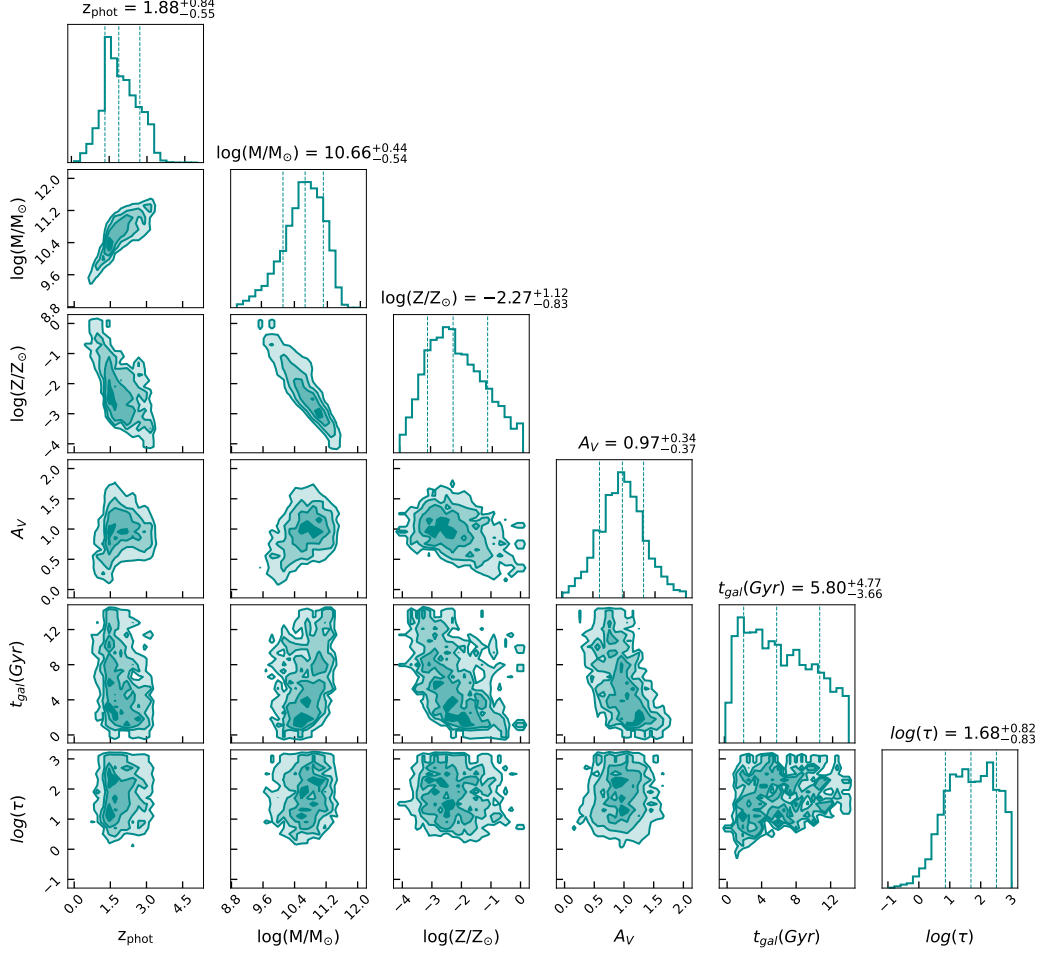 z_phot = 1.88^{+0.84}_{−0.55}
log(M/M_⊙) = 10.66^{+0.44}_{−0.54}
12.0
11.2
10.4
9.6
8.8
log(M/M_⊙)
log(Z/Z_⊙) = −2.27^{+1.12}_{−0.83}
0
−1
−2
−3
−4
log(Z/Z_⊙)
A_V = 0.97^{+0.34}_{−0.37}
2.0
1.5
1.0
0.5
0.0
A_V
t_gal(Gyr) = 5.80^{+4.77}_{−3.66}
12
8
4
0
t_gal(Gyr)
log(τ) = 1.68^{+0.82}_{−0.83}
3
2
1
0
−1
log(τ)
0.0 1.5 3.0 4.5
8.8 9.6 10.4 11.2 12.0
−4 −3 −2 −1 0
0.0 0.5 1.0 1.5 2.0
0 4 8 12
−1 0 1 2 3
z_phot log(M/M_⊙) log(Z/Z_⊙) A_V t_gal(Gyr) log(τ)